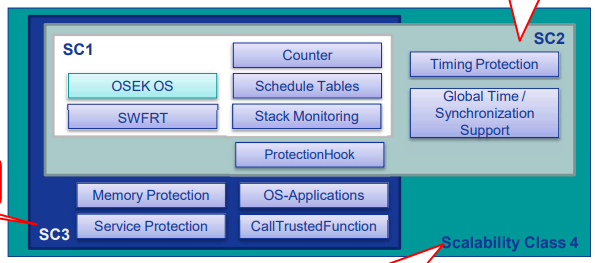 SC1
SC2
Counter
Timing Protection
OSEK OS
Schedule Tables
Global Time /
Synchronization
Support
SWFRT
Stack Monitoring
ProtectionHook
Memory Protection
OS-Applications
Service Protection
CallTrustedFunction
SC3
Scalability Class 4